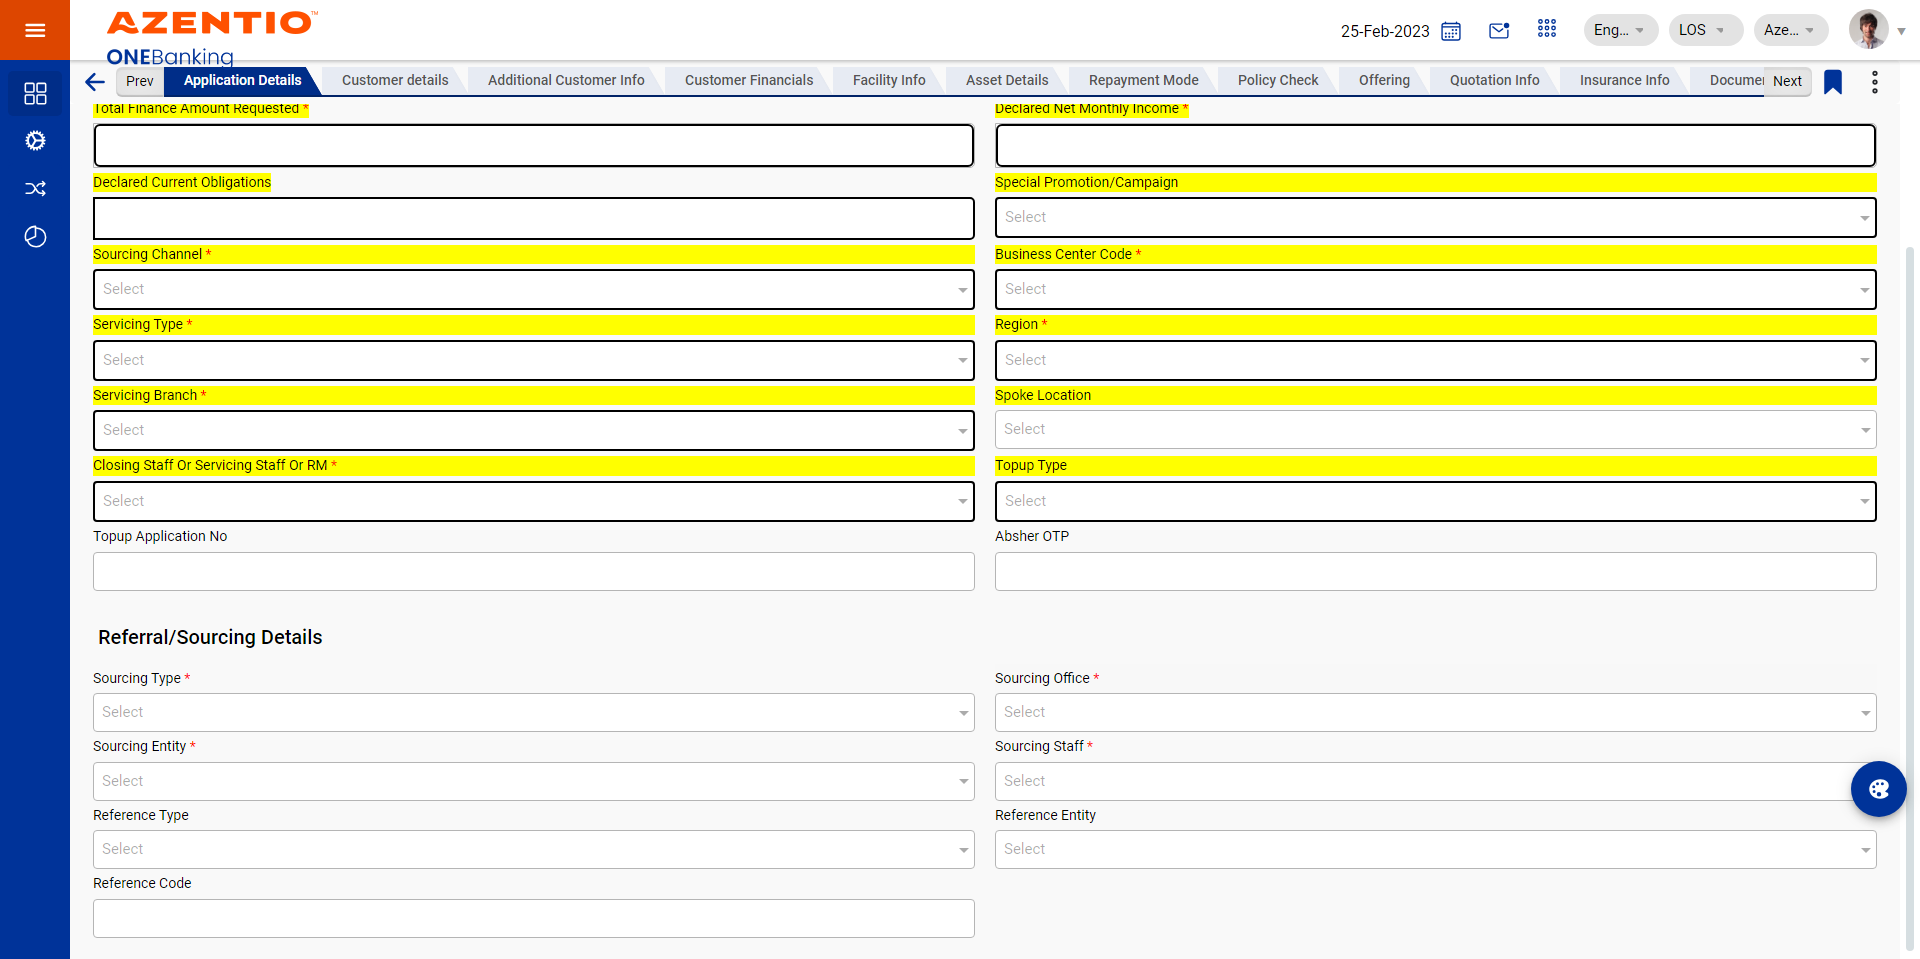 AZENTIO™
ONEBanking
25-Feb-2023
Eng...
LOS
Aze...
Prev
Application Details
Customer details
Additional Customer Info
Customer Financials
Facility Info
Asset Details
Repayment Mode
Policy Check
Offering
Quotation Info
Insurance Info
Documen
Next
Total Finance Amount Requested *
Declared Net Monthly Income *
Declared Current Obligations
Special Promotion/Campaign
Select
Sourcing Channel *
Business Center Code *
Select
Select
Servicing Type *
Region *
Select
Select
Servicing Branch *
Spoke Location
Select
Select
Closing Staff Or Servicing Staff Or RM *
Topup Type
Select
Select
Topup Application No
Absher OTP
Referral/Sourcing Details
Sourcing Type *
Sourcing Office *
Select
Select
Sourcing Entity *
Sourcing Staff *
Select
Select
Reference Type
Reference Entity
Select
Select
Reference Code